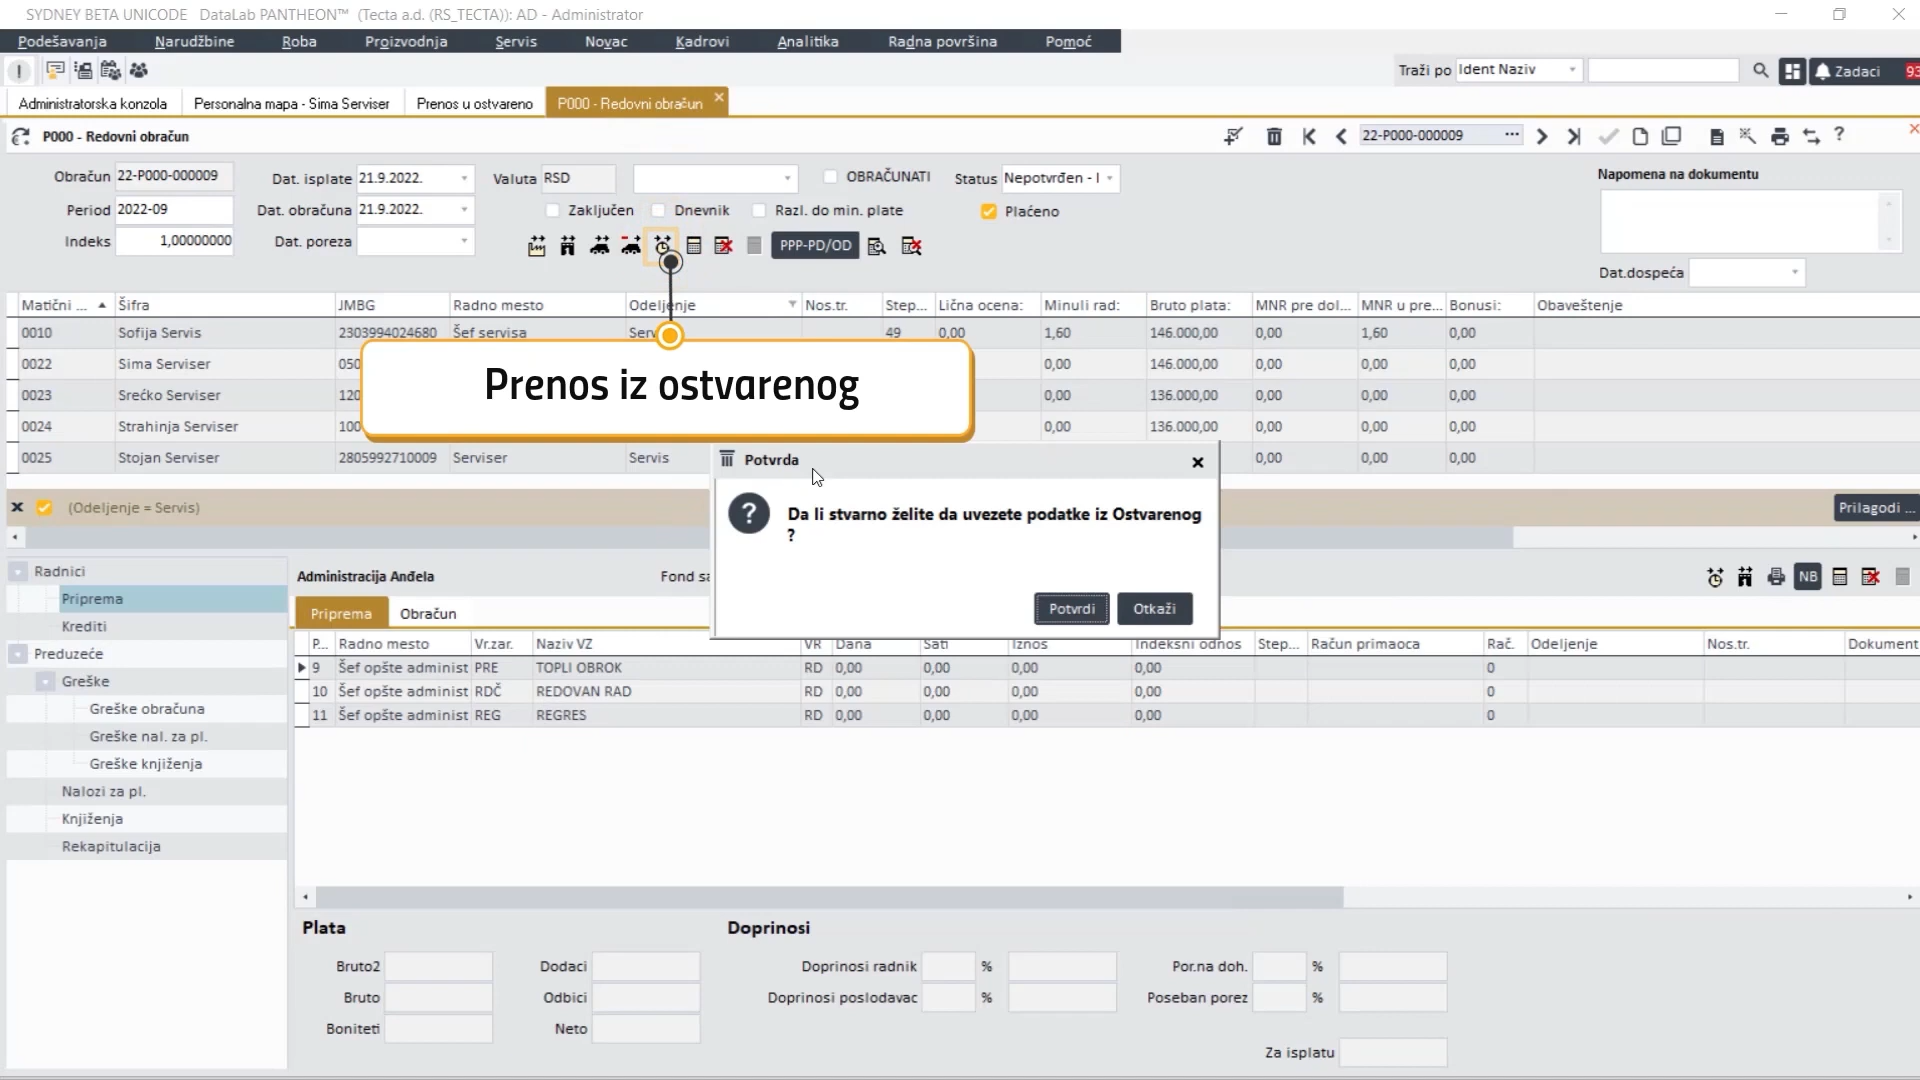 SYDNEY BETA UNICODE DataLab PANTHEON™ (Tecta a.d. (RS_TECTA)): AD - Administrator
Podešavanja Narudžbine Roba Proizvodnja Servis Novac Kadrovi Analitika Radna površina Pomoć
Traži po Ident Naziv Zadaci 93
Administratorska konzola Personalna mapa - Sima Serviser Prenos u ostvareno P000 - Redovni obračun
P000 - Redovni obračun 22-P000-000009
Obračun 22-P000-000009 Dat. isplate 21.9.2022. Valuta RSD OBRAČUNATI Status Nepotvrđen - I Napomena na dokumentu
Period 2022-09 Dat. obračuna 21.9.2022. Zaključen Dnevnik Razl. do min. plate Plaćeno
Indeks 1,00000000 Dat. poreza PPP-PD/OD
Dat.dospeća
Matični ... Šifra JMBG Radno mesto Odeljenje Nos.tr. Step... Lična ocena: Minuli rad: Bruto plata: MNR pre dol... MNR u pre... Bonusi: Obaveštenje
0010 Sofija Servis 2303994024680 Šef servisa Serv 49 0,00 1,60 146.000,00 0,00 1,60 0,00
0022 Sima Serviser 050 0,00 146.000,00 0,00 0,00 0,00
0023 Srećko Serviser 120 0,00 136.000,00 0,00 0,00 0,00
0024 Strahinja Serviser 100 0,00 136.000,00 0,00 0,00 0,00
0025 Stojan Serviser 2805992710009 Serviser Servis 0,00 0,00 0,00
Prenos iz ostvarenog
Potvrda
Da li stvarno želite da uvezete podatke iz Ostvarenog
?
Potvrdi Otkaži
(Odeljenje = Servis) Prilagodi ...
Radnici
Priprema
Krediti
Preduzeće
Greške
Greške obračuna
Greške nal. za pl.
Greške knjiženja
Nalozi za pl.
Knjiženja
Rekapitulacija
Administracija Anđela Fond sa NB
Priprema Obračun
P... Radno mesto Vr.zar. Naziv VZ VR Dana Sati Iznos Indeksni odnos Step... Račun primaoca Rač. Odeljenje Nos.tr. Dokument
9 Šef opšte administ PRE TOPLI OBROK RD 0,00 0,00 0,00 0,00 0
10 Šef opšte administ RDČ REDOVAN RAD RD 0,00 0,00 0,00 0,00 0
11 Šef opšte administ REG REGRES RD 0,00 0,00 0,00 0,00 0
Plata Doprinosi
Bruto2 Dodaci Doprinosi radnik % Por.na doh. %
Bruto Odbici Doprinosi poslodavac % Poseban porez %
Boniteti Neto
Za isplatu